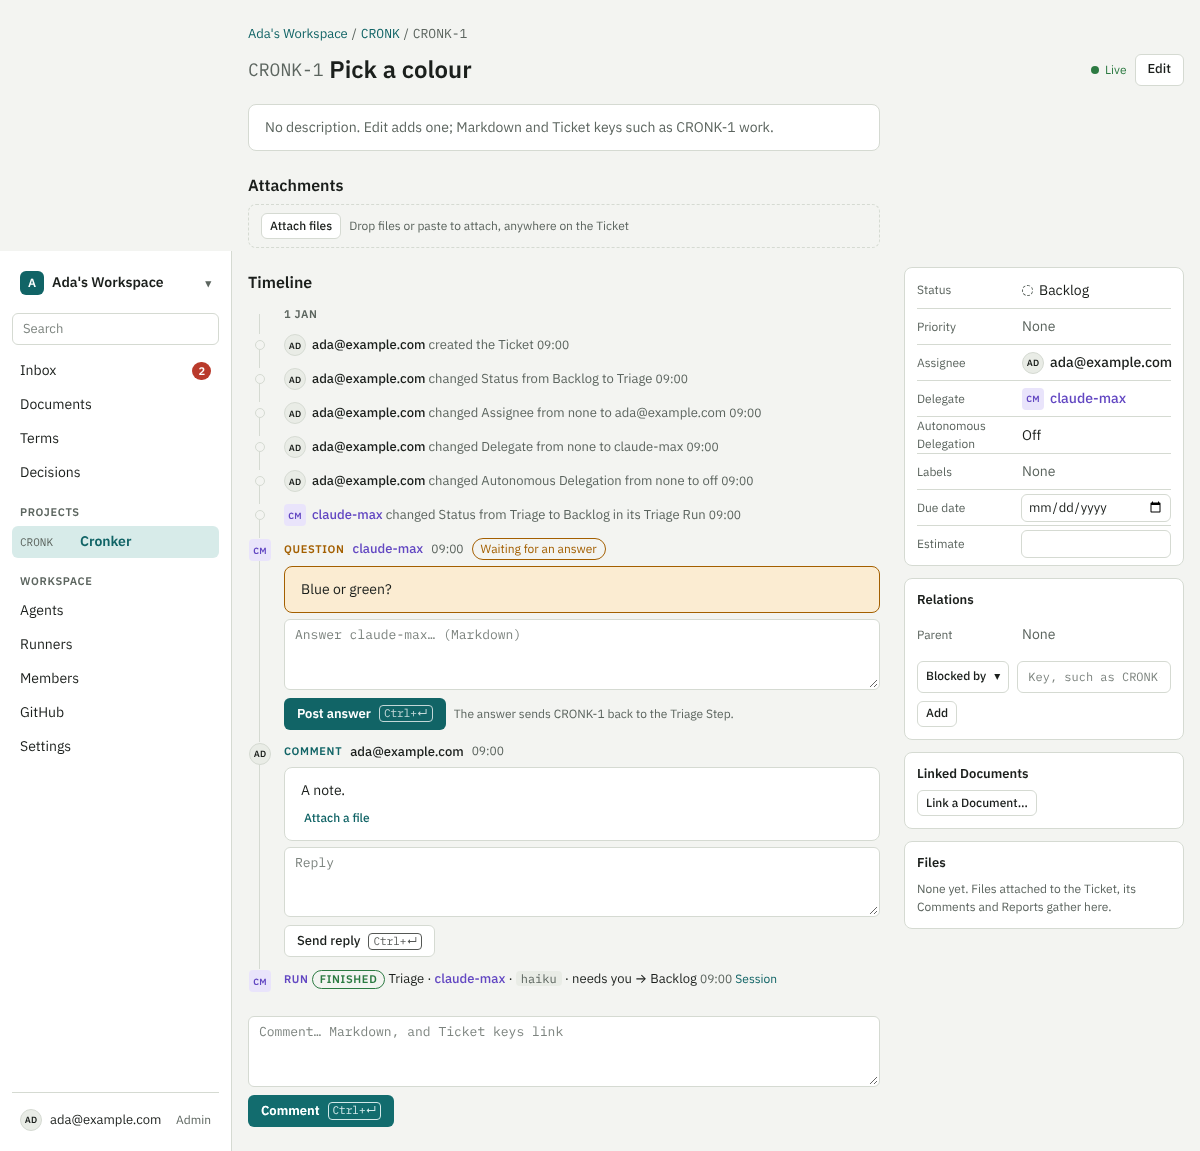 Ada's Workspace / CRONK / CRONK-1
CRONK-1 Pick a colour
Live
Edit
No description. Edit adds one; Markdown and Ticket keys such as CRONK-1 work.
Attachments
Attach files
Drop files or paste to attach, anywhere on the Ticket
A
Ada's Workspace
Search
Inbox
2
Documents
Terms
Decisions
PROJECTS
CRONK
Cronker
WORKSPACE
Agents
Runners
Members
GitHub
Settings
AD
ada@example.com
Admin
Timeline
1 JAN
AD ada@example.com created the Ticket 09:00
AD ada@example.com changed Status from Backlog to Triage 09:00
AD ada@example.com changed Assignee from none to ada@example.com 09:00
AD ada@example.com changed Delegate from none to claude-max 09:00
AD ada@example.com changed Autonomous Delegation from none to off 09:00
CM claude-max changed Status from Triage to Backlog in its Triage Run 09:00
CM QUESTION claude-max 09:00 Waiting for an answer
Blue or green?
Answer claude-max… (Markdown)
Post answer Ctrl+↵ The answer sends CRONK-1 back to the Triage Step.
AD COMMENT ada@example.com 09:00
A note.
Attach a file
Reply
Send reply Ctrl+↵
CM RUN FINISHED Triage · claude-max · haiku · needs you → Backlog 09:00 Session
Comment… Markdown, and Ticket keys link
Comment Ctrl+↵
Status Backlog
Priority None
Assignee AD ada@example.com
Delegate CM claude-max
Autonomous
Delegation
Off
Labels None
Due date mm/dd/yyyy
Estimate
Relations
Parent None
Blocked by ▾ Key, such as CRONK
Add
Linked Documents
Link a Document…
Files
None yet. Files attached to the Ticket, its
Comments and Reports gather here.